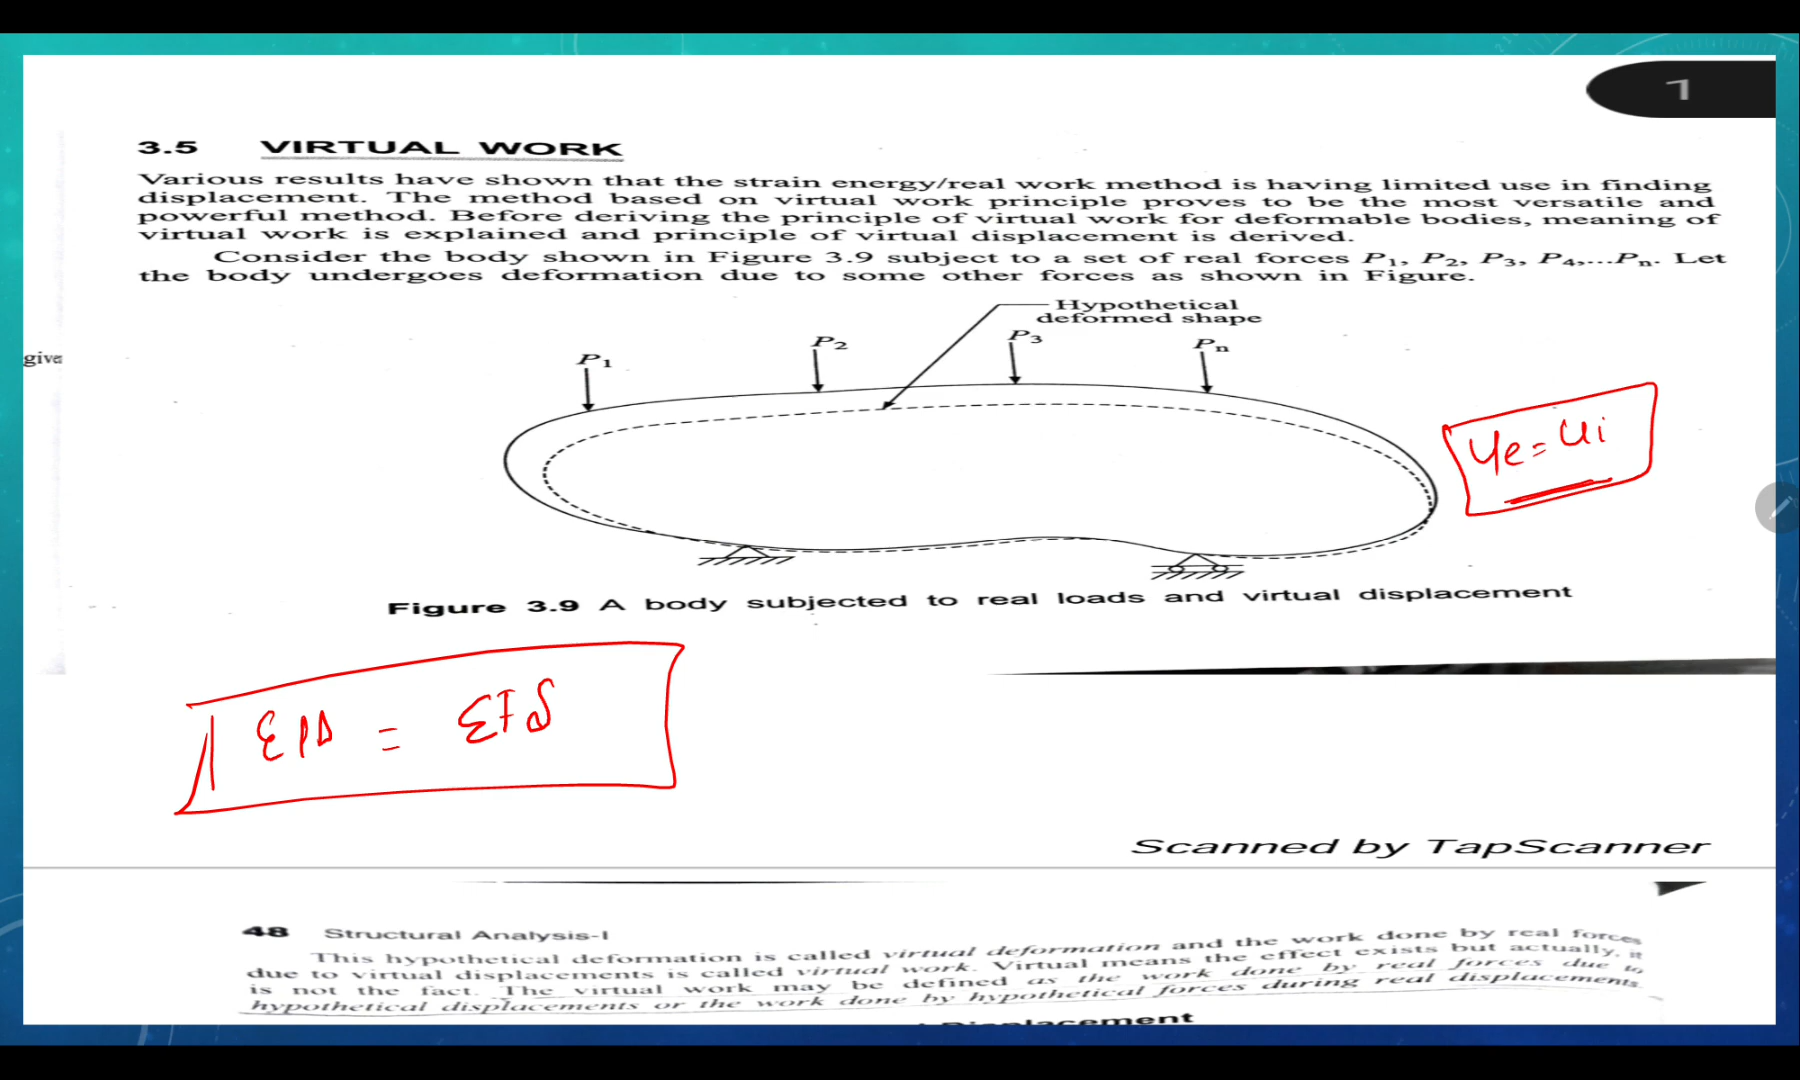 1
3.5 VIRTUAL WORK
Various results have shown that the strain energy/real work method is having limited use in finding
displacement. The method based on virtual work principle proves to be the most versatile and
powerful method. Before deriving the principle of virtual work for deformable bodies, meaning of
virtual work is explained and principle of virtual displacement is derived.
Consider the body shown in Figure 3.9 subject to a set of real forces P1, P2, P3, P4,...Pn. Let
the body undergoes deformation due to some other forces as shown in Figure.
Hypothetical
deformed shape
P1
P2
P3
Pn
give
Ue = Ui
Figure 3.9 A body subjected to real loads and virtual displacement
ΣPΔ = ΣFδ
Scanned by TapScanner
48 Structural Analysis-I
This hypothetical deformation is called virtual deformation and the work done by real forces
due to virtual displacements is called virtual work. Virtual means the effect exists but actually, it
is not the fact. The virtual work may be defined as the work done by real forces due to
hypothetical displacements or the work done by hypothetical forces during real displacements.